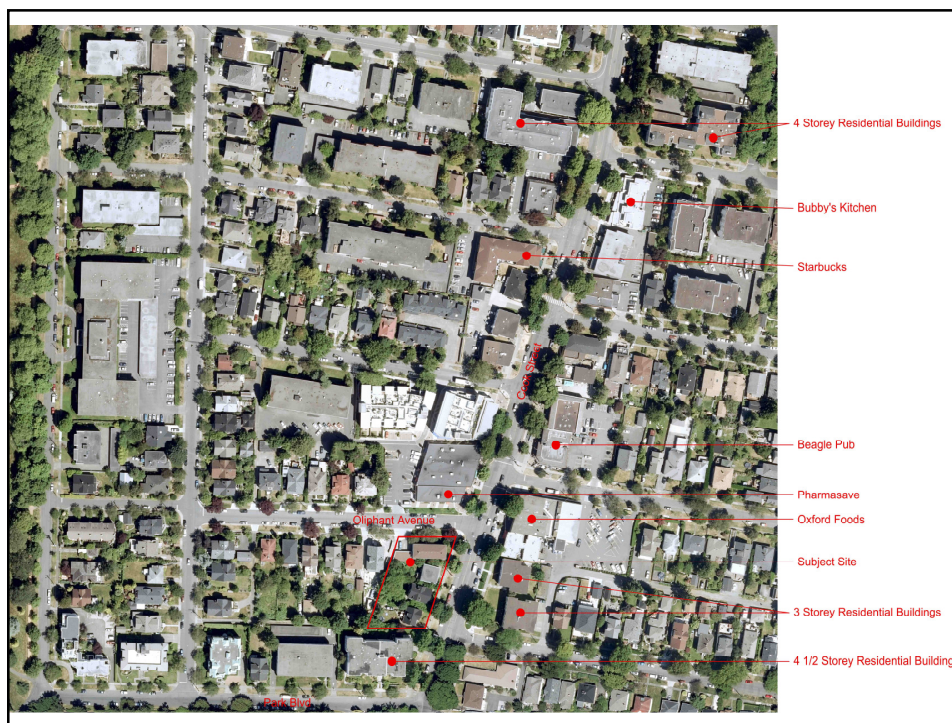 4 Storey Residential Buildings
Bubby's Kitchen
Starbucks
Cook Street
Beagle Pub
Pharmasave
Oxford Foods
Oliphant Avenue
Subject Site
3 Storey Residential Buildings
4 1/2 Storey Residential Building
Park Blvd